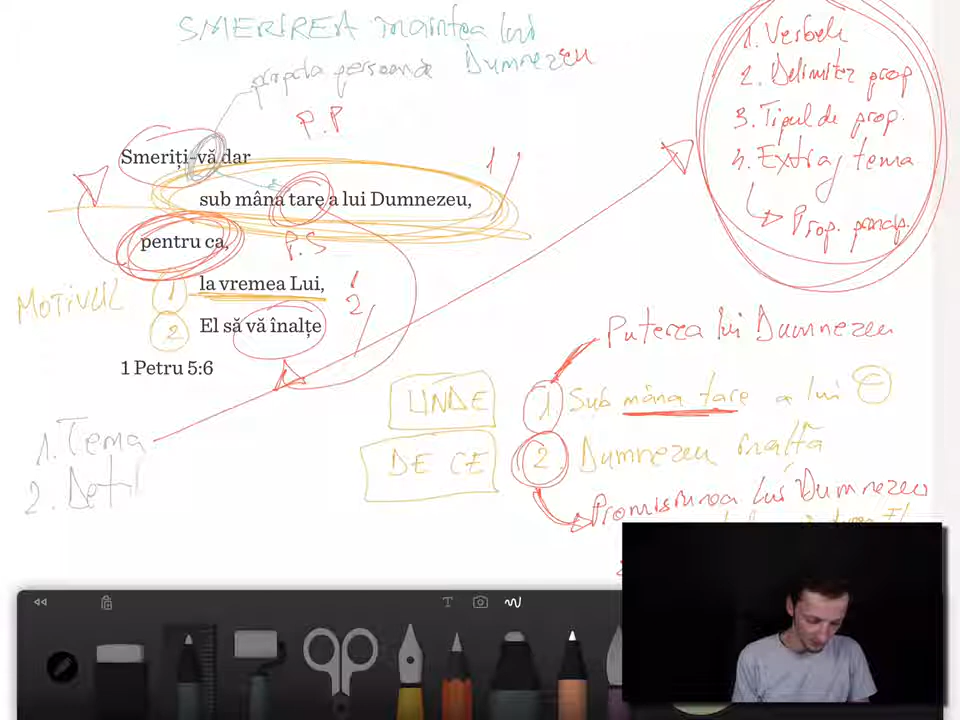 SMERIREA înaintea lui
Dumnezeu
propria persoană
P.P
Smeriți-vă dar
sub mâna tare a lui Dumnezeu,
1
pentru ca,
P.S
MOTIVUL
1
la vremea Lui,
2
2
El să vă înalțe
1 Petru 5:6
1. Verbele
2. Delimitez prop
3. Tipul de prop.
4. Extrag tema
Prop. princip.
Puterea lui Dumnezeu
UNDE
1. Sub mâna tare a lui
DE CE
2. Dumnezeu înalță
Promisiunea lui Dumnezeu
1. Tema
2. Det
T